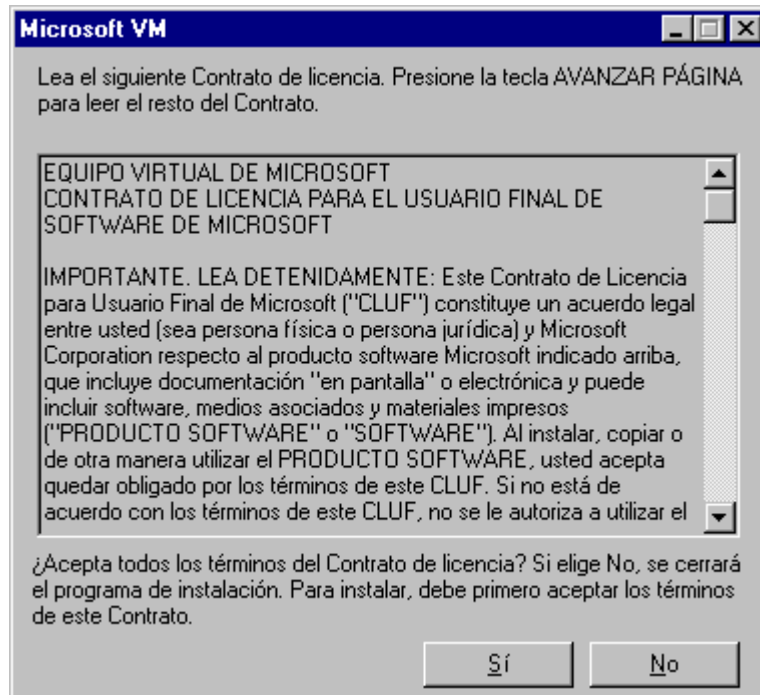 Microsoft VM
Lea el siguiente Contrato de licencia. Presione la tecla AVANZAR PÁGINA
para leer el resto del Contrato.
EQUIPO VIRTUAL DE MICROSOFT
CONTRATO DE LICENCIA PARA EL USUARIO FINAL DE
SOFTWARE DE MICROSOFT
IMPORTANTE. LEA DETENIDAMENTE: Este Contrato de Licencia
para Usuario Final de Microsoft ("CLUF") constituye un acuerdo legal
entre usted (sea persona física o persona jurídica) y Microsoft
Corporation respecto al producto software Microsoft indicado arriba,
que incluye documentación "en pantalla" o electrónica y puede
incluir software, medios asociados y materiales impresos
("PRODUCTO SOFTWARE" o "SOFTWARE"). Al instalar, copiar o
de otra manera utilizar el PRODUCTO SOFTWARE, usted acepta
quedar obligado por los términos de este CLUF. Si no está de
acuerdo con los términos de este CLUF, no se le autoriza a utilizar el
¿Acepta todos los términos del Contrato de licencia? Si elige No, se cerrará
el programa de instalación. Para instalar, debe primero aceptar los términos
de este Contrato.
Sí No